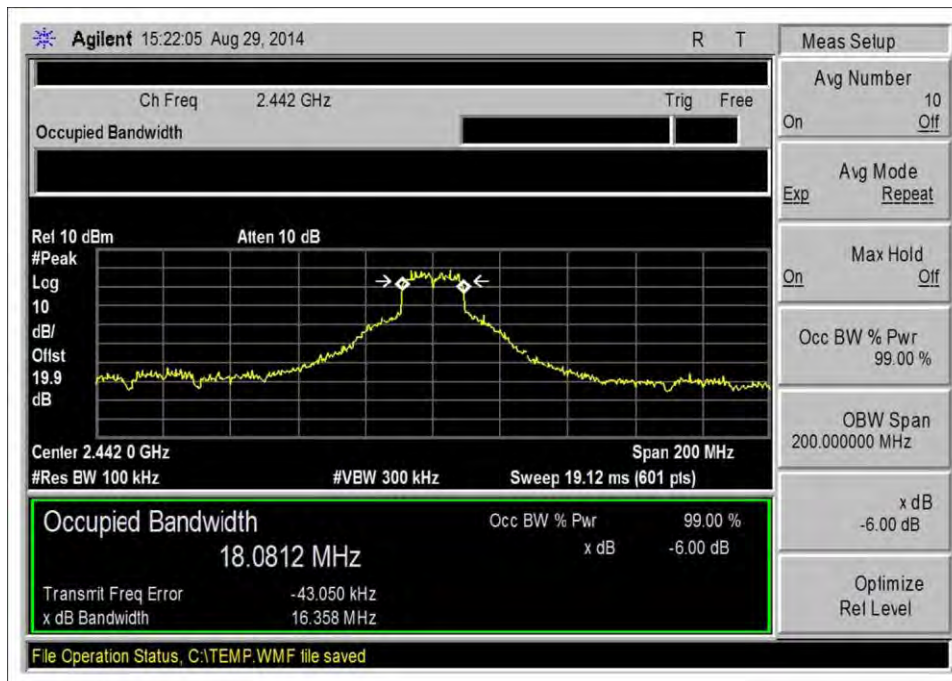 Agilent 15:22:05 Aug 29, 2014 R T
Ch Freq 2.442 GHz Trig Free
Occupied Bandwidth
Ref 10 dBm Atten 10 dB
#Peak
Log
10
dB/
Offst
19.9
dB
Center 2.442 0 GHz Span 200 MHz
#Res BW 100 kHz #VBW 300 kHz Sweep 19.12 ms (601 pts)
Occupied Bandwidth
18.0812 MHz
Occ BW % Pwr 99.00 %
x dB -6.00 dB
Transmit Freq Error -43.050 kHz
x dB Bandwidth 16.358 MHz
File Operation Status, C:\TEMP.WMF file saved
Meas Setup
Avg Number
10
On Off
Avg Mode
Exp Repeat
Max Hold
On Off
Occ BW % Pwr
99.00 %
OBW Span
200.000000 MHz
x dB
-6.00 dB
Optimize
Ref Level